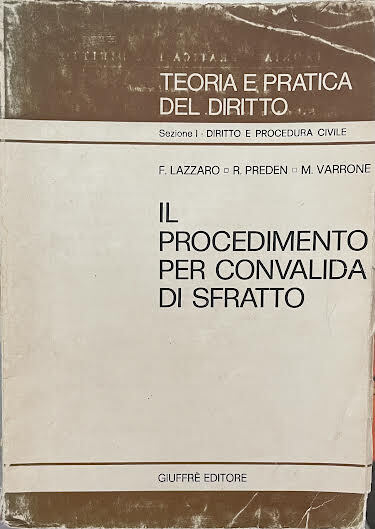 TEORIA E PRATICA
DEL DIRITTO
Sezione I - DIRITTO E PROCEDURA CIVILE
F. LAZZARO □ R. PREDEN □ M. VARRONE
IL
PROCEDIMENTO
PER CONVALIDA
DI SFRATTO
GIUFFRÈ EDITORE